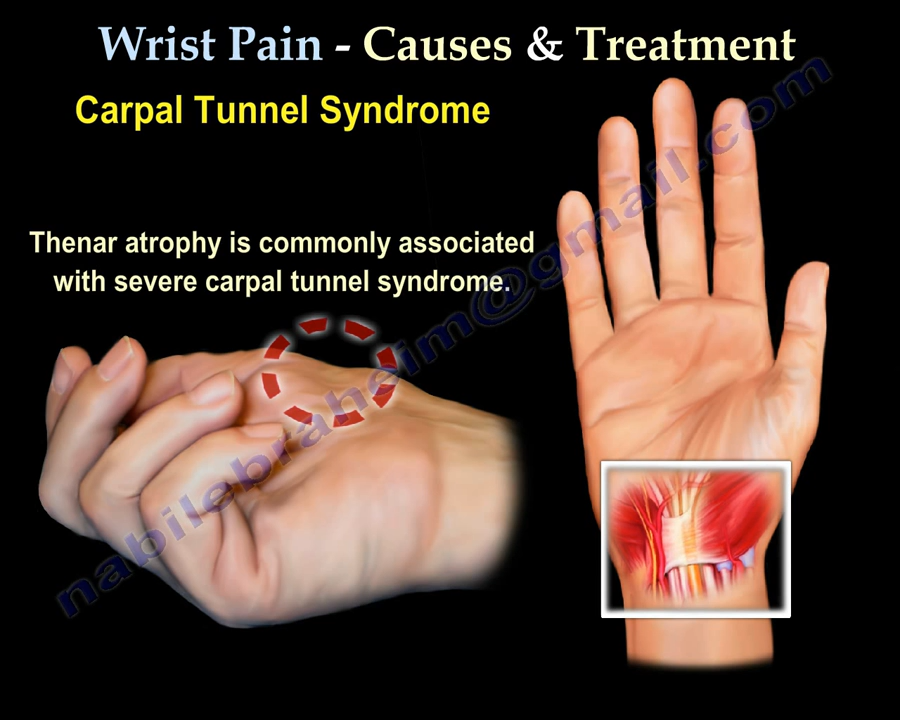 Wrist Pain - Causes & Treatment
Carpal Tunnel Syndrome
Thenar atrophy is commonly associated
with severe carpal tunnel syndrome.
nabilebraheim@gmail.com